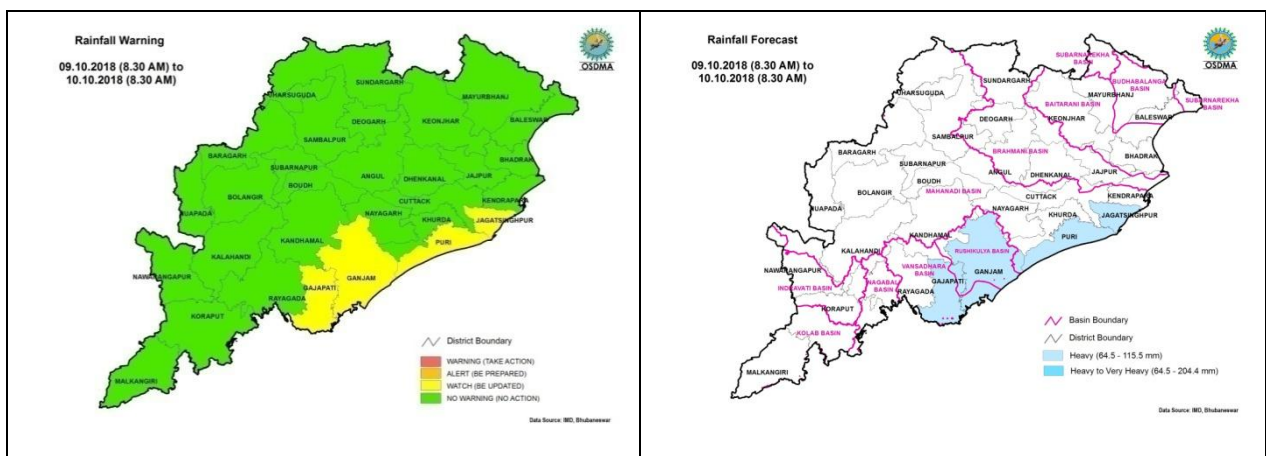 Rainfall Warning
09.10.2018 (8.30 AM) to
10.10.2018 (8.30 AM)
OSDMA
SUNDARGARH
JHARSUGUDA
MAYURBHANJ
DEOGARH
KEONJHAR
BALESWAR
SAMBALPUR
BARAGARH
BHADRAK
SUBARNAPUR
ANGUL
DHENKANAL
JAJPUR
BOUDH
BOLANGIR
KENDRAPARA
CUTTACK
NUAPADA
NAYAGARH
KHURDA
JAGATSINGHPUR
KANDHAMAL
PURI
KALAHANDI
NAWARANGPUR
GANJAM
GAJAPATI
RAYAGADA
KORAPUT
MALKANGIRI
District Boundary
WARNING (TAKE ACTION)
ALERT (BE PREPARED)
WATCH (BE UPDATED)
NO WARNING (NO ACTION)
Data Source: IMD, Bhubaneswar
Rainfall Forecast
09.10.2018 (8.30 AM) to
10.10.2018 (8.30 AM)
OSDMA
SUBARNAREKHA
BASIN
SUNDARGARH
BUDHABALANGA
BASIN
JHARSUGUDA
MAYURBHANJ
BAITARANI BASIN
SUBARNAREKHA
BASIN
DEOGARH
KEONJHAR
BALESWAR
SAMBALPUR
BARAGARH
BRAHMANI BASIN
BHADRAK
SUBARNAPUR
ANGUL
DHENKANAL
JAJPUR
BOUDH
BOLANGIR
MAHANADI BASIN
CUTTACK
KENDRAPARA
NUAPADA
NAYAGARH
KHURDA
JAGATSINGHPUR
KANDHAMAL
PURI
KALAHANDI
RUSHIKULYA BASIN
NAWARANGPUR
VANSADHARA
BASIN
GANJAM
INDRAVATI BASIN
NAGABALI
BASIN
GAJAPATI
RAYAGADA
KORAPUT
KOLAB BASIN
MALKANGIRI
Basin Boundary
District Boundary
Heavy (64.5 - 115.5 mm)
Heavy to Very Heavy (64.5 - 204.4 mm)
Data Source: IMD, Bhubaneswar